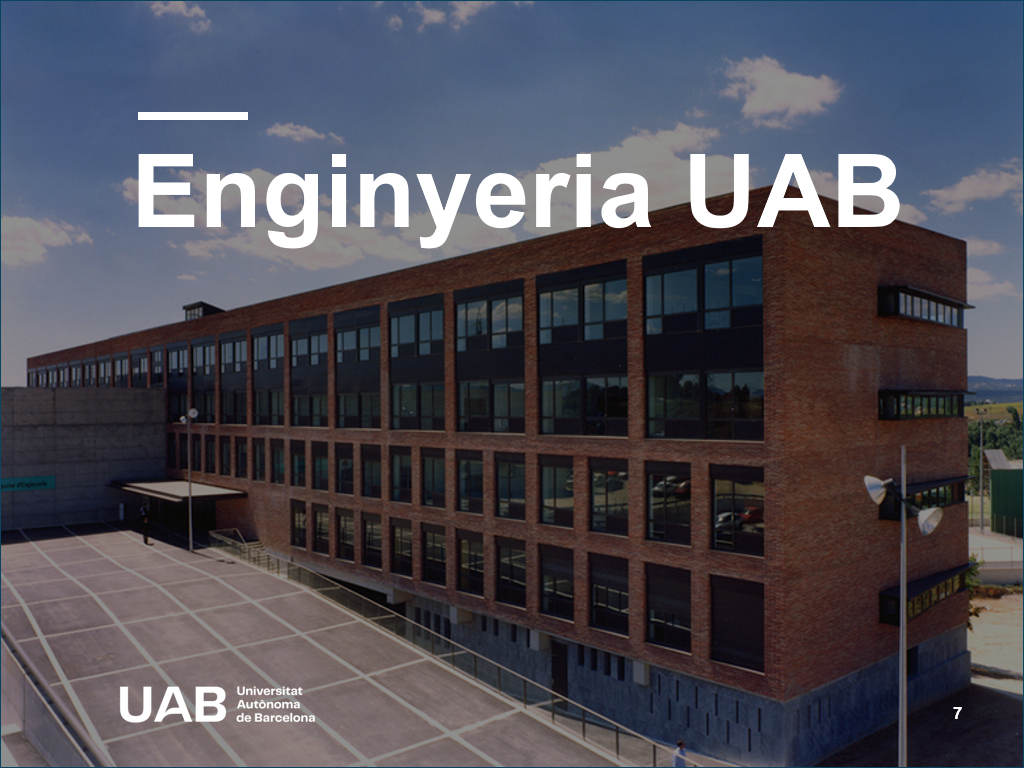 Enginyeria UAB
UAB
Universitat
Autònoma
de Barcelona
7